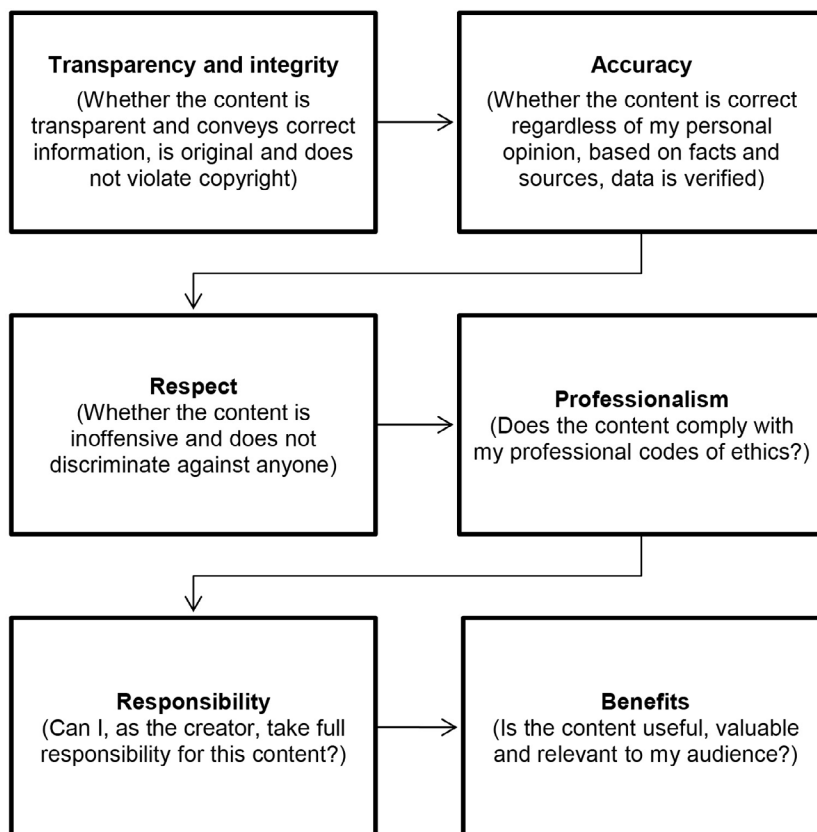 Transparency and integrity
(Whether the content is
transparent and conveys correct
information, is original and does
not violate copyright)
Accuracy
(Whether the content is correct
regardless of my personal
opinion, based on facts and
sources, data is verified)
Respect
(Whether the content is
inoffensive and does not
discriminate against anyone)
Professionalism
(Does the content comply with
my professional codes of ethics?)
Responsibility
(Can I, as the creator, take full
responsibility for this content?)
Benefits
(Is the content useful, valuable
and relevant to my audience?)